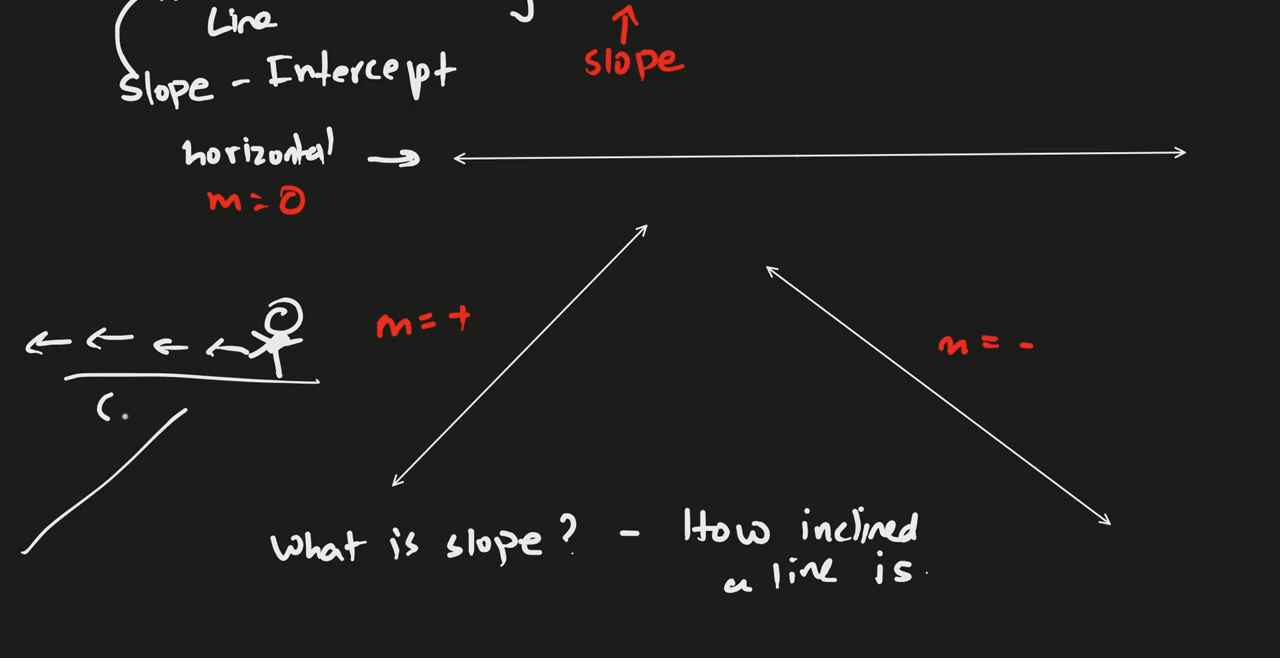 Line
slope
Slope - Intercept
horizontal →
m = 0
m = +
m = -
What is slope? - How inclined
a line is.